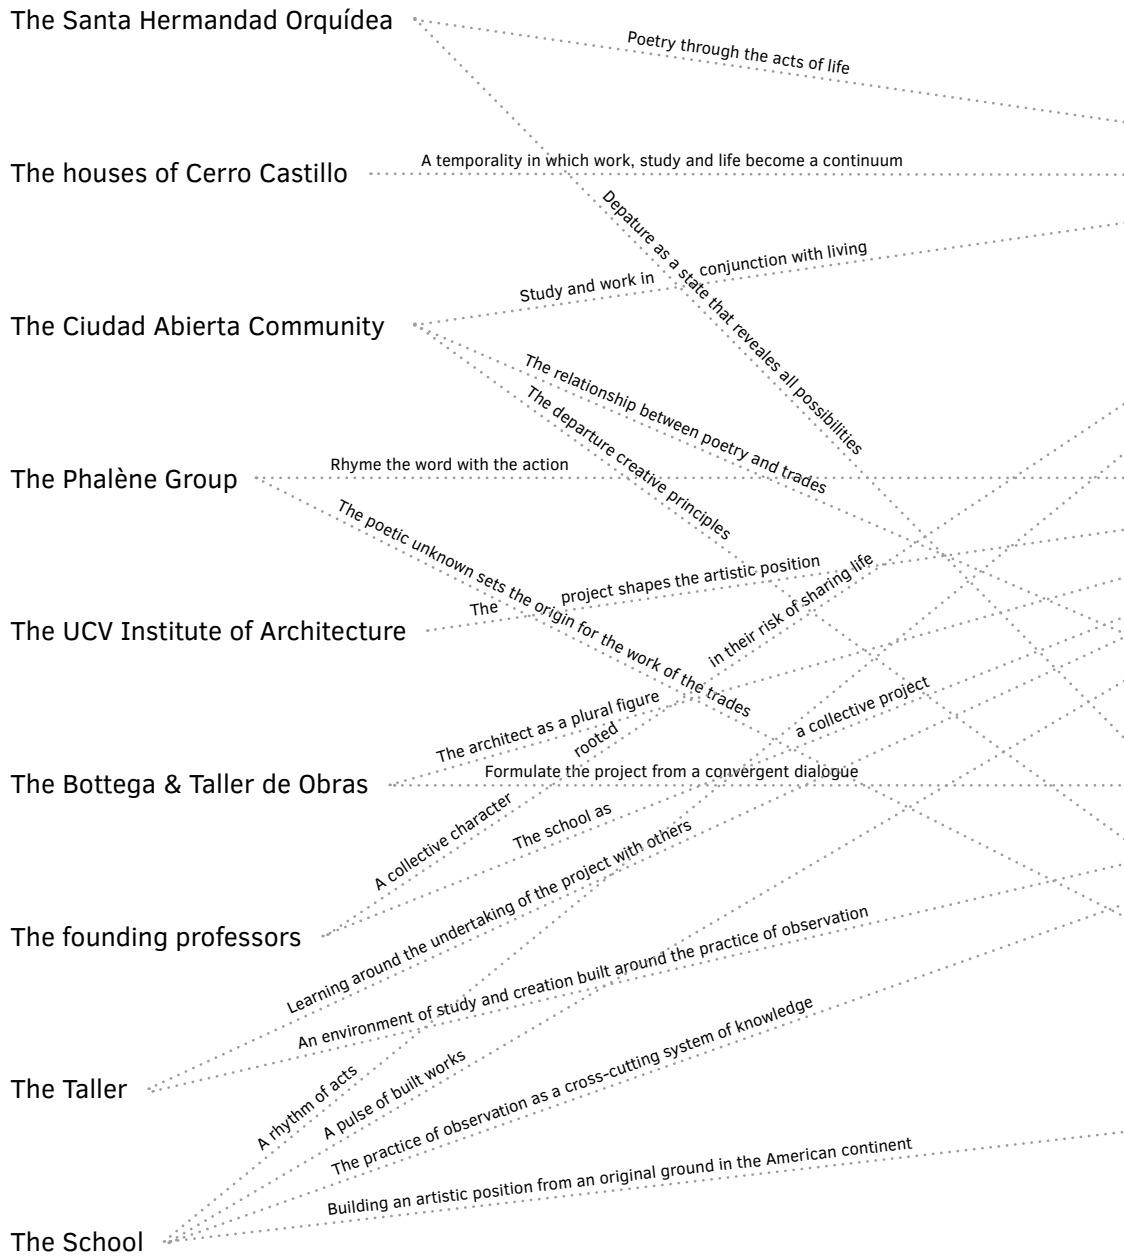 The Santa Hermandad Orquídea
Poetry through the acts of life
Depature as a state that reveales all possibilities
The houses of Cerro Castillo
A temporality in which work, study and life become a continuum
The Ciudad Abierta Community
Study and work in conjunction with living
The relationship between poetry and trades
The departure creative principles
The Phalène Group
Rhyme the word with the action
The poetic unknown sets the origin for the work of the trades
The UCV Institute of Architecture
The project shapes the artistic position
The Bottega & Taller de Obras
The architect as a plural figure
Formulate the project from a convergent dialogue
The founding professors
A collective character rooted in their risk of sharing life
The school as a collective project
The Taller
Learning around the undertaking of the project with others
An environment of study and creation built around the practice of observation
The School
A rhythm of acts
A pulse of built works
The practice of observation as a cross-cutting system of knowledge
Building an artistic position from an original ground in the American continent